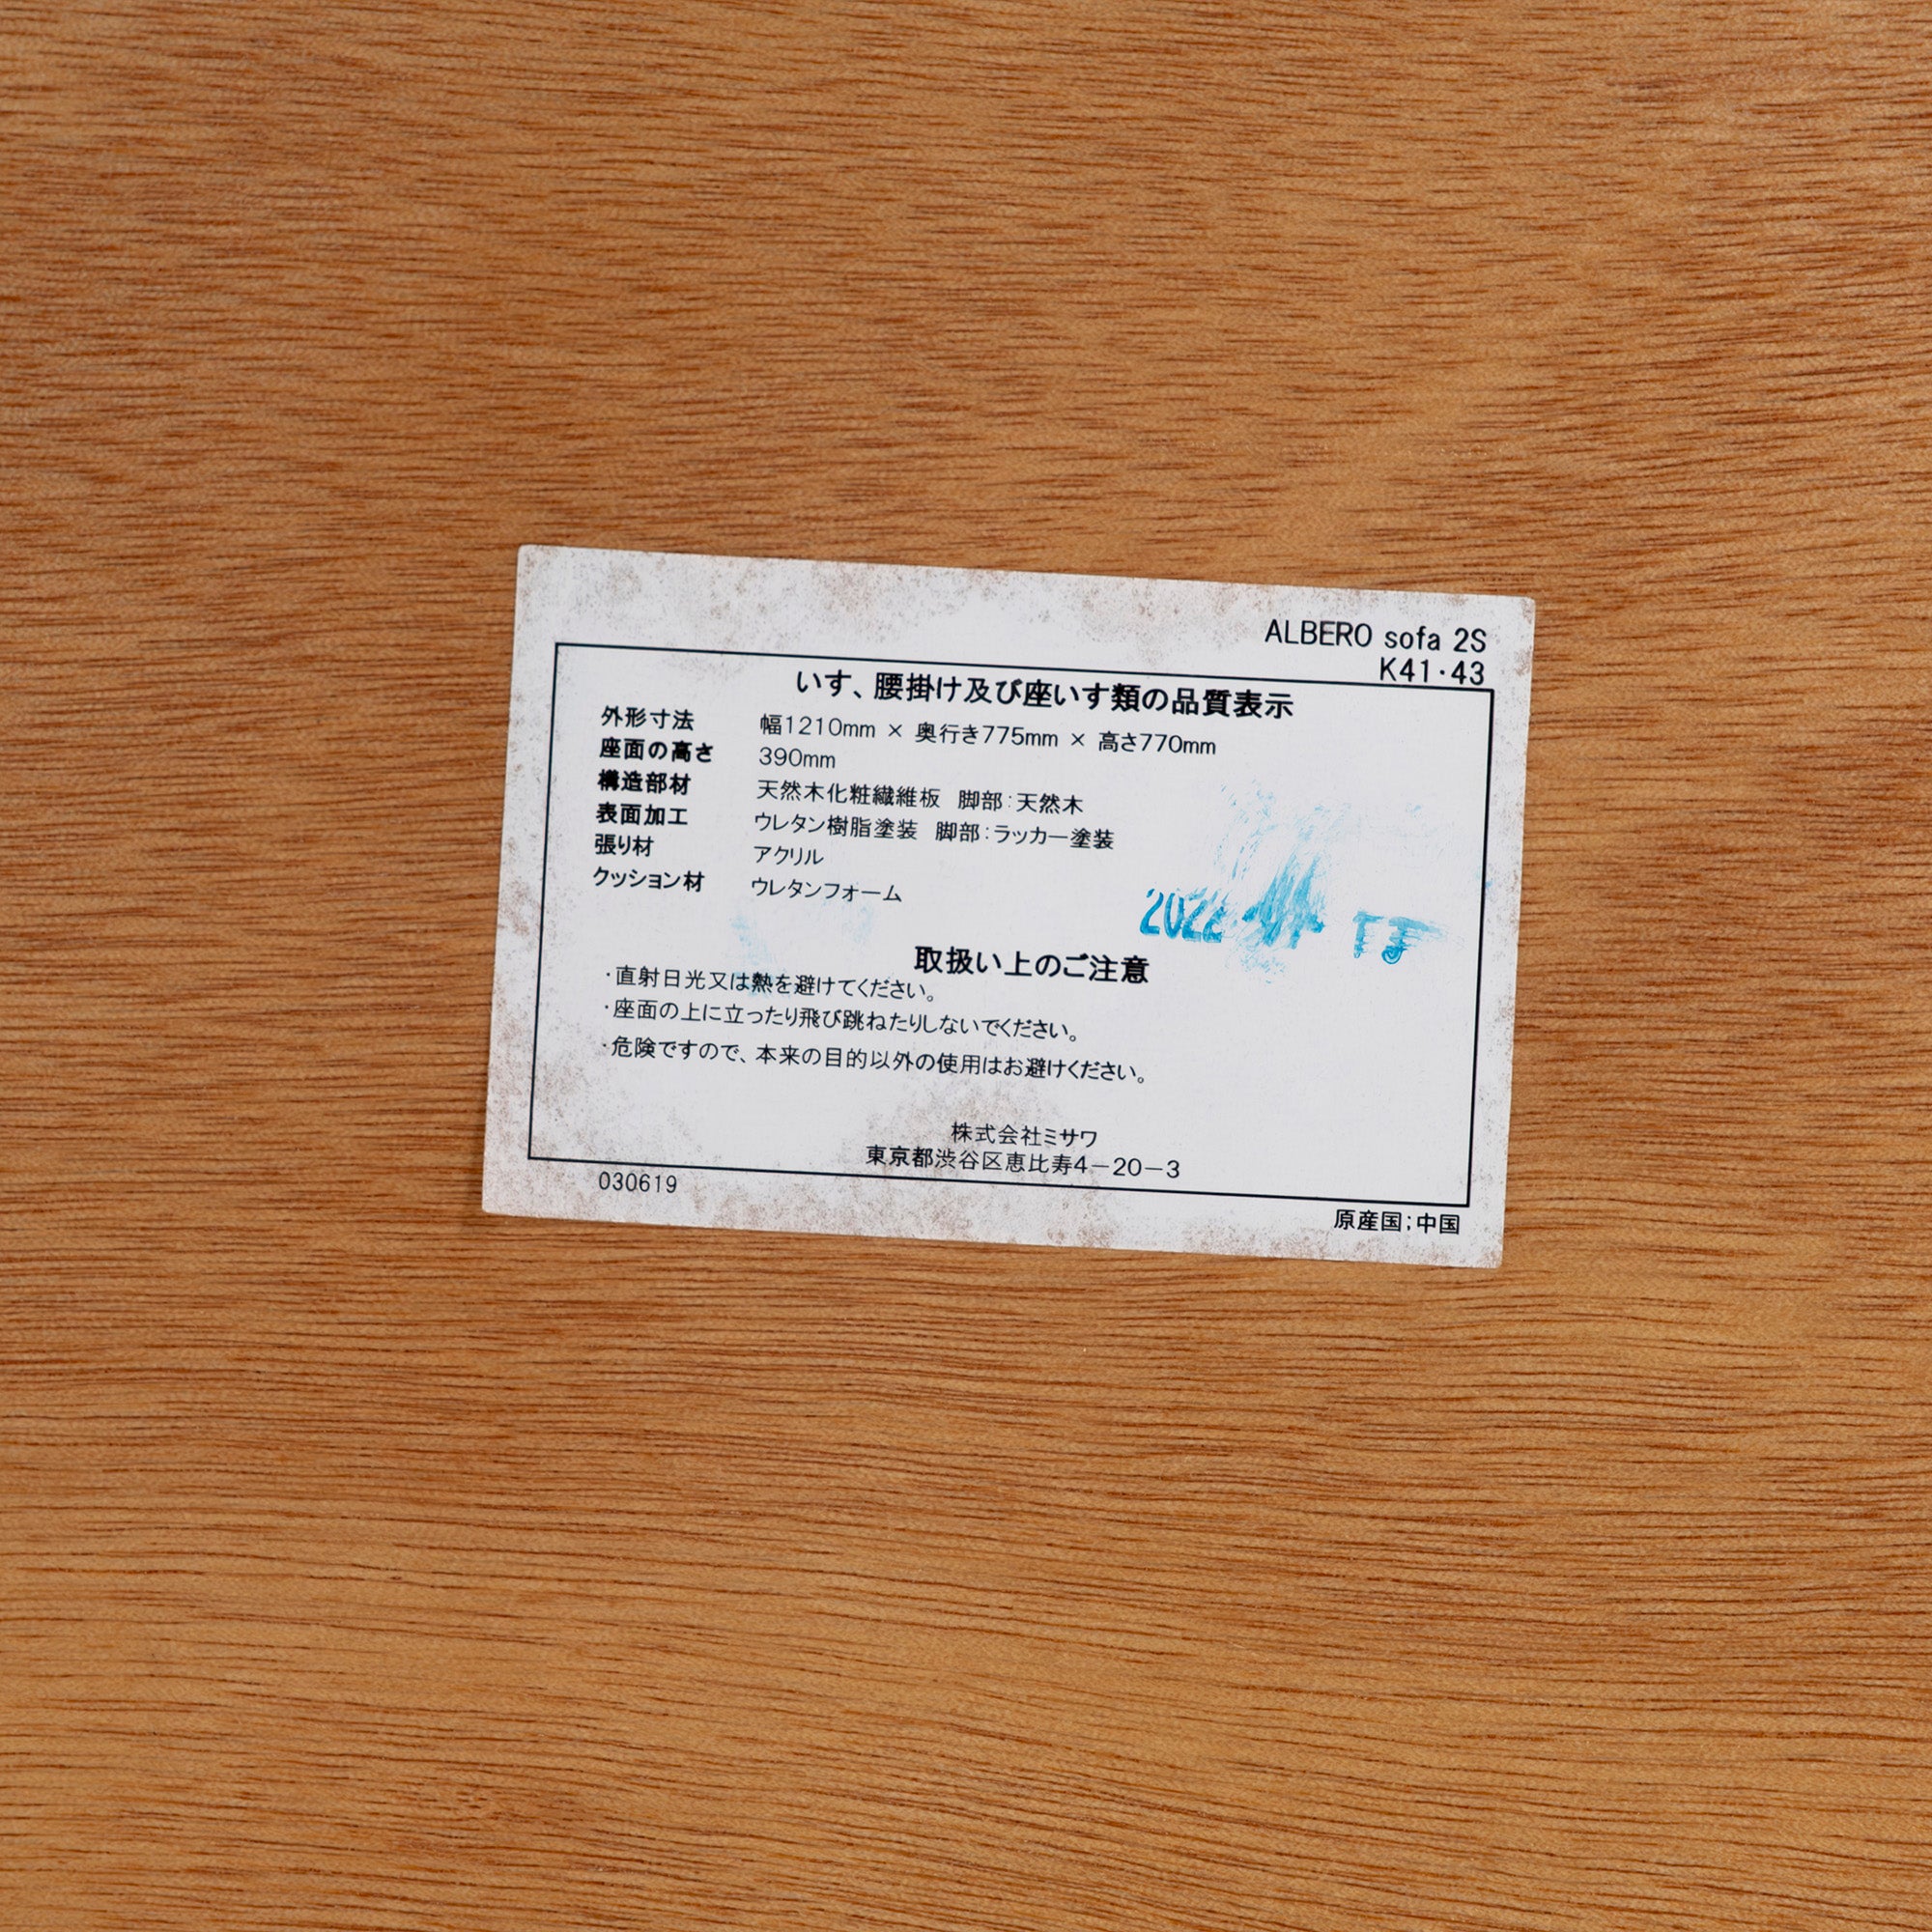 ALBERO sofa 2S
K41・43
いす、腰掛け及び座いす類の品質表示
外形寸法 幅1210mm × 奥行き775mm × 高さ770mm
座面の高さ 390mm
構造部材 天然木化粧繊維板 脚部:天然木
表面加工 ウレタン樹脂塗装 脚部:ラッカー塗装
張り材 アクリル
クッション材 ウレタンフォーム
2022
取扱い上のご注意
・直射日光又は熱を避けてください。
・座面の上に立ったり飛び跳ねたりしないでください。
・危険ですので、本来の目的以外の使用はお避けください。
株式会社ミサワ
東京都渋谷区恵比寿4－20－3
030619
原産国;中国